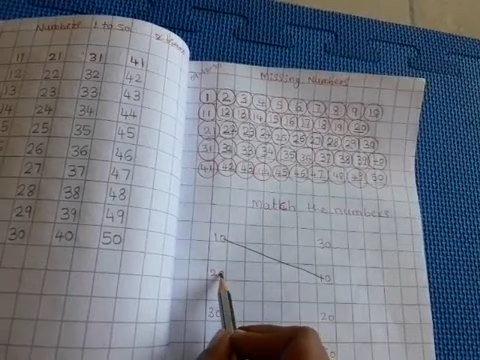 Numbers 1 to 50
11 21 31 41
12 22 32 42
13 23 33 43
14 24 34 44
25 35 45
26 36 46
27 37 47
28 38 48
29 39 49
30 40 50
Missing Numbers
1 2 3 4 5 6 7 8 9 10
11 12 13 14 15 16 17 18 19 20
21 22 23 24 25 26 27 28 29 30
31 32 33 34 35 36 37 38 39 40
41 42 43 44 45 46 47 48 49 50
Match the numbers
10 30
20 40
30 20